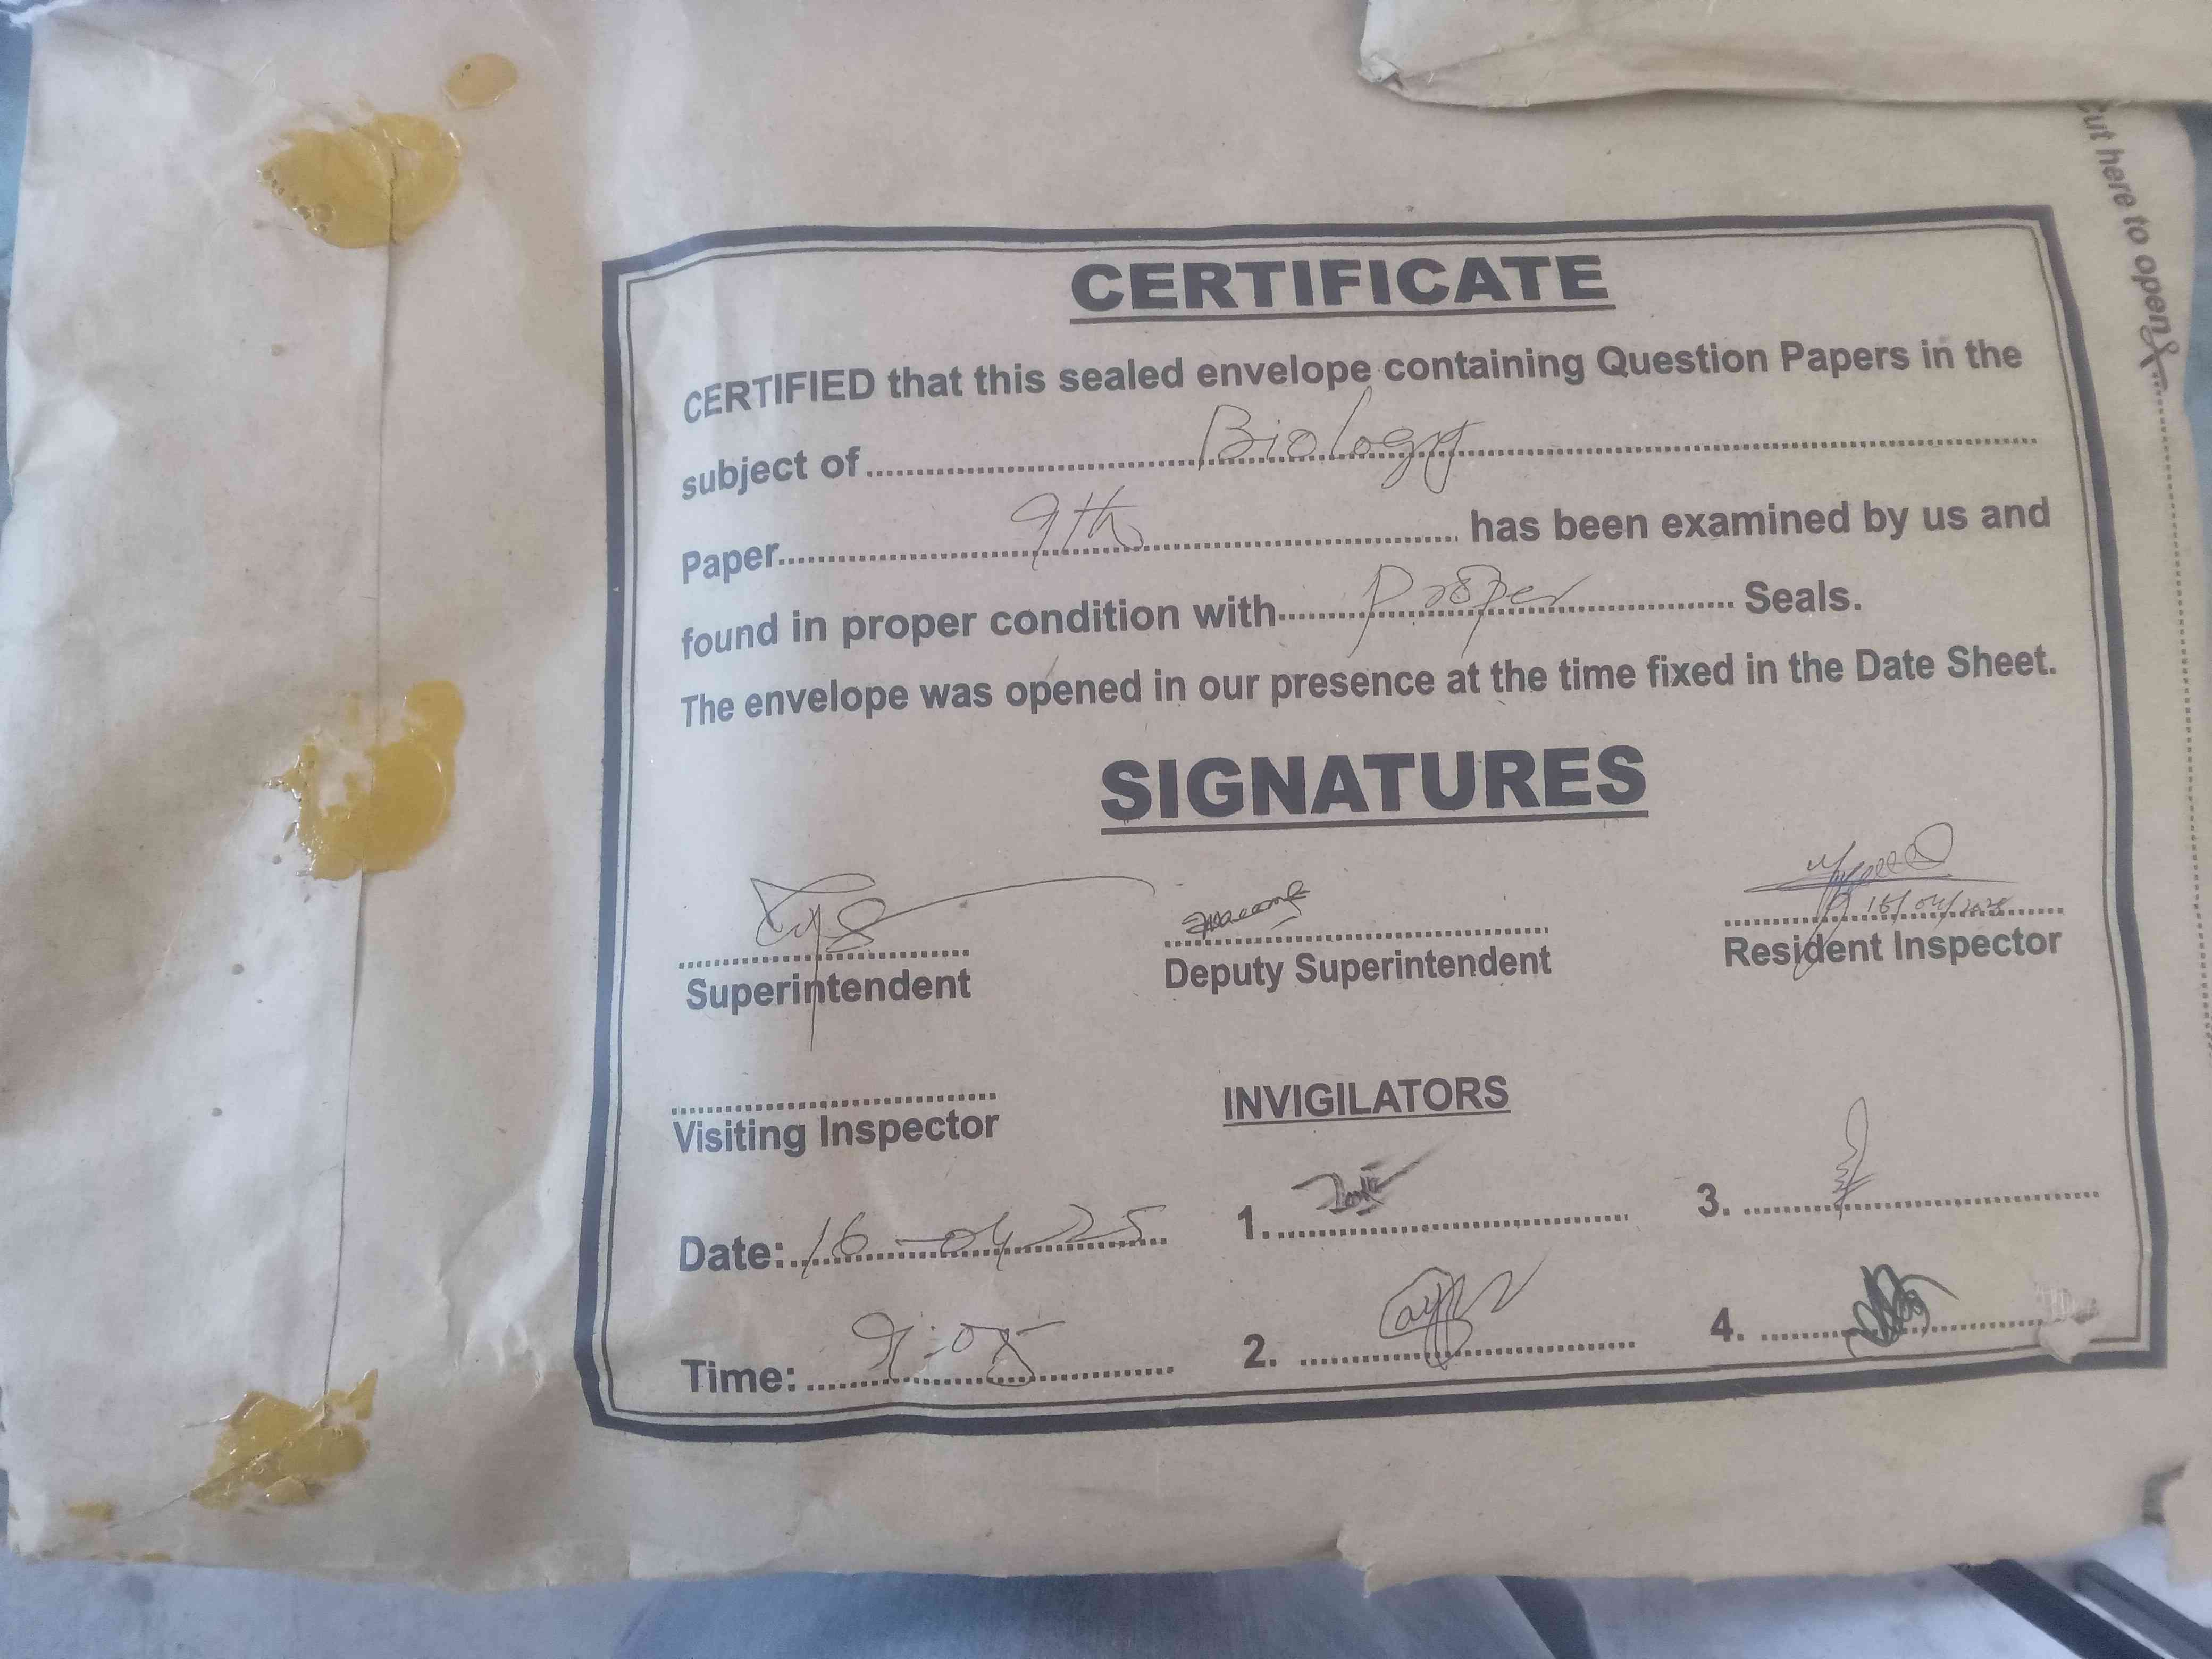 cut here to open
CERTIFICATE
CERTIFIED that this sealed envelope containing Question Papers in the
subject of Biology
Paper 9th has been examined by us and
found in proper condition with Proper Seals.
The envelope was opened in our presence at the time fixed in the Date Sheet.
SIGNATURES
Superintendent Deputy Superintendent Resident Inspector
Visiting Inspector
INVIGILATORS
Date: 16-04-25 1. 3.
Time: 9:05 2. 4.